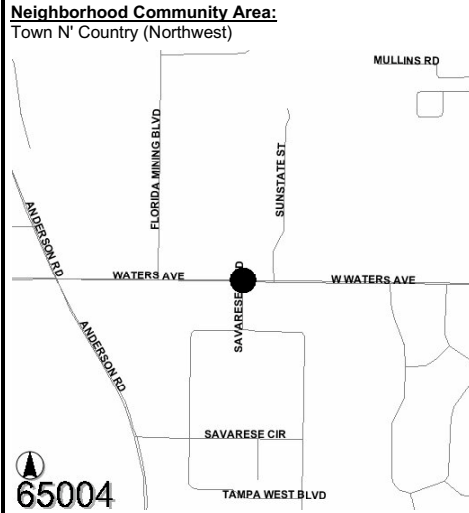 Neighborhood Community Area:
Town N' Country (Northwest)
MULLINS RD
FLORIDA MINING BLVD
SUNSTATE ST
ANDERSON RD
WATERS AVE
W WATERS AVE
SAVARESE
ANDERSON RD
SAVARESE CIR
TAMPA WEST BLVD
65004